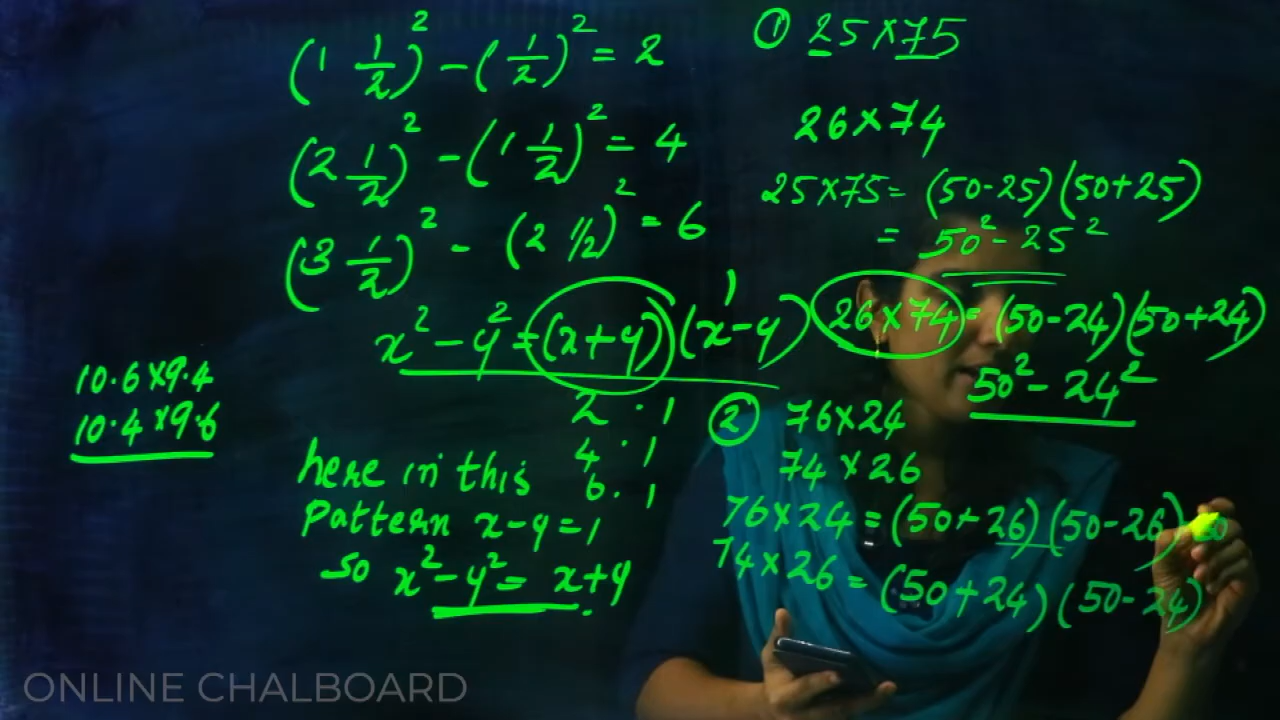 (1 1/2)² - (1/2)² = 2
(2 1/2)² - (1 1/2)² = 4
(3 1/2)² - (2 1/2)² = 6
x² - y² = (x+y)(x-y)
1
2 · 1
4 · 1
6 · 1
here in this
Pattern x-y=1
so x²-y² = x+y
10.6×9.4
10.4×9.6
① 25×75
26×74
25×75 = (50-25)(50+25)
= 50² - 25²
26×74 = (50-24)(50+24)
50² - 24²
② 76×24
74×26
76×24 = (50+26)(50-26)
74×26 = (50+24)(50-24)
ONLINE CHALBOARD